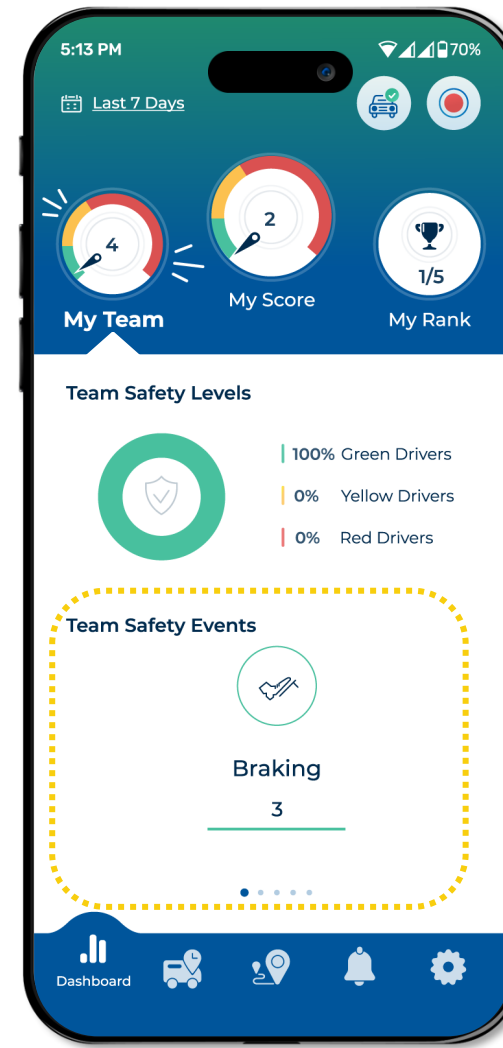 5:13 PM
70%
Last 7 Days
4
2
1/5
My Team
My Score
My Rank
Team Safety Levels
100% Green Drivers
0% Yellow Drivers
0% Red Drivers
Team Safety Events
Braking
3
Dashboard